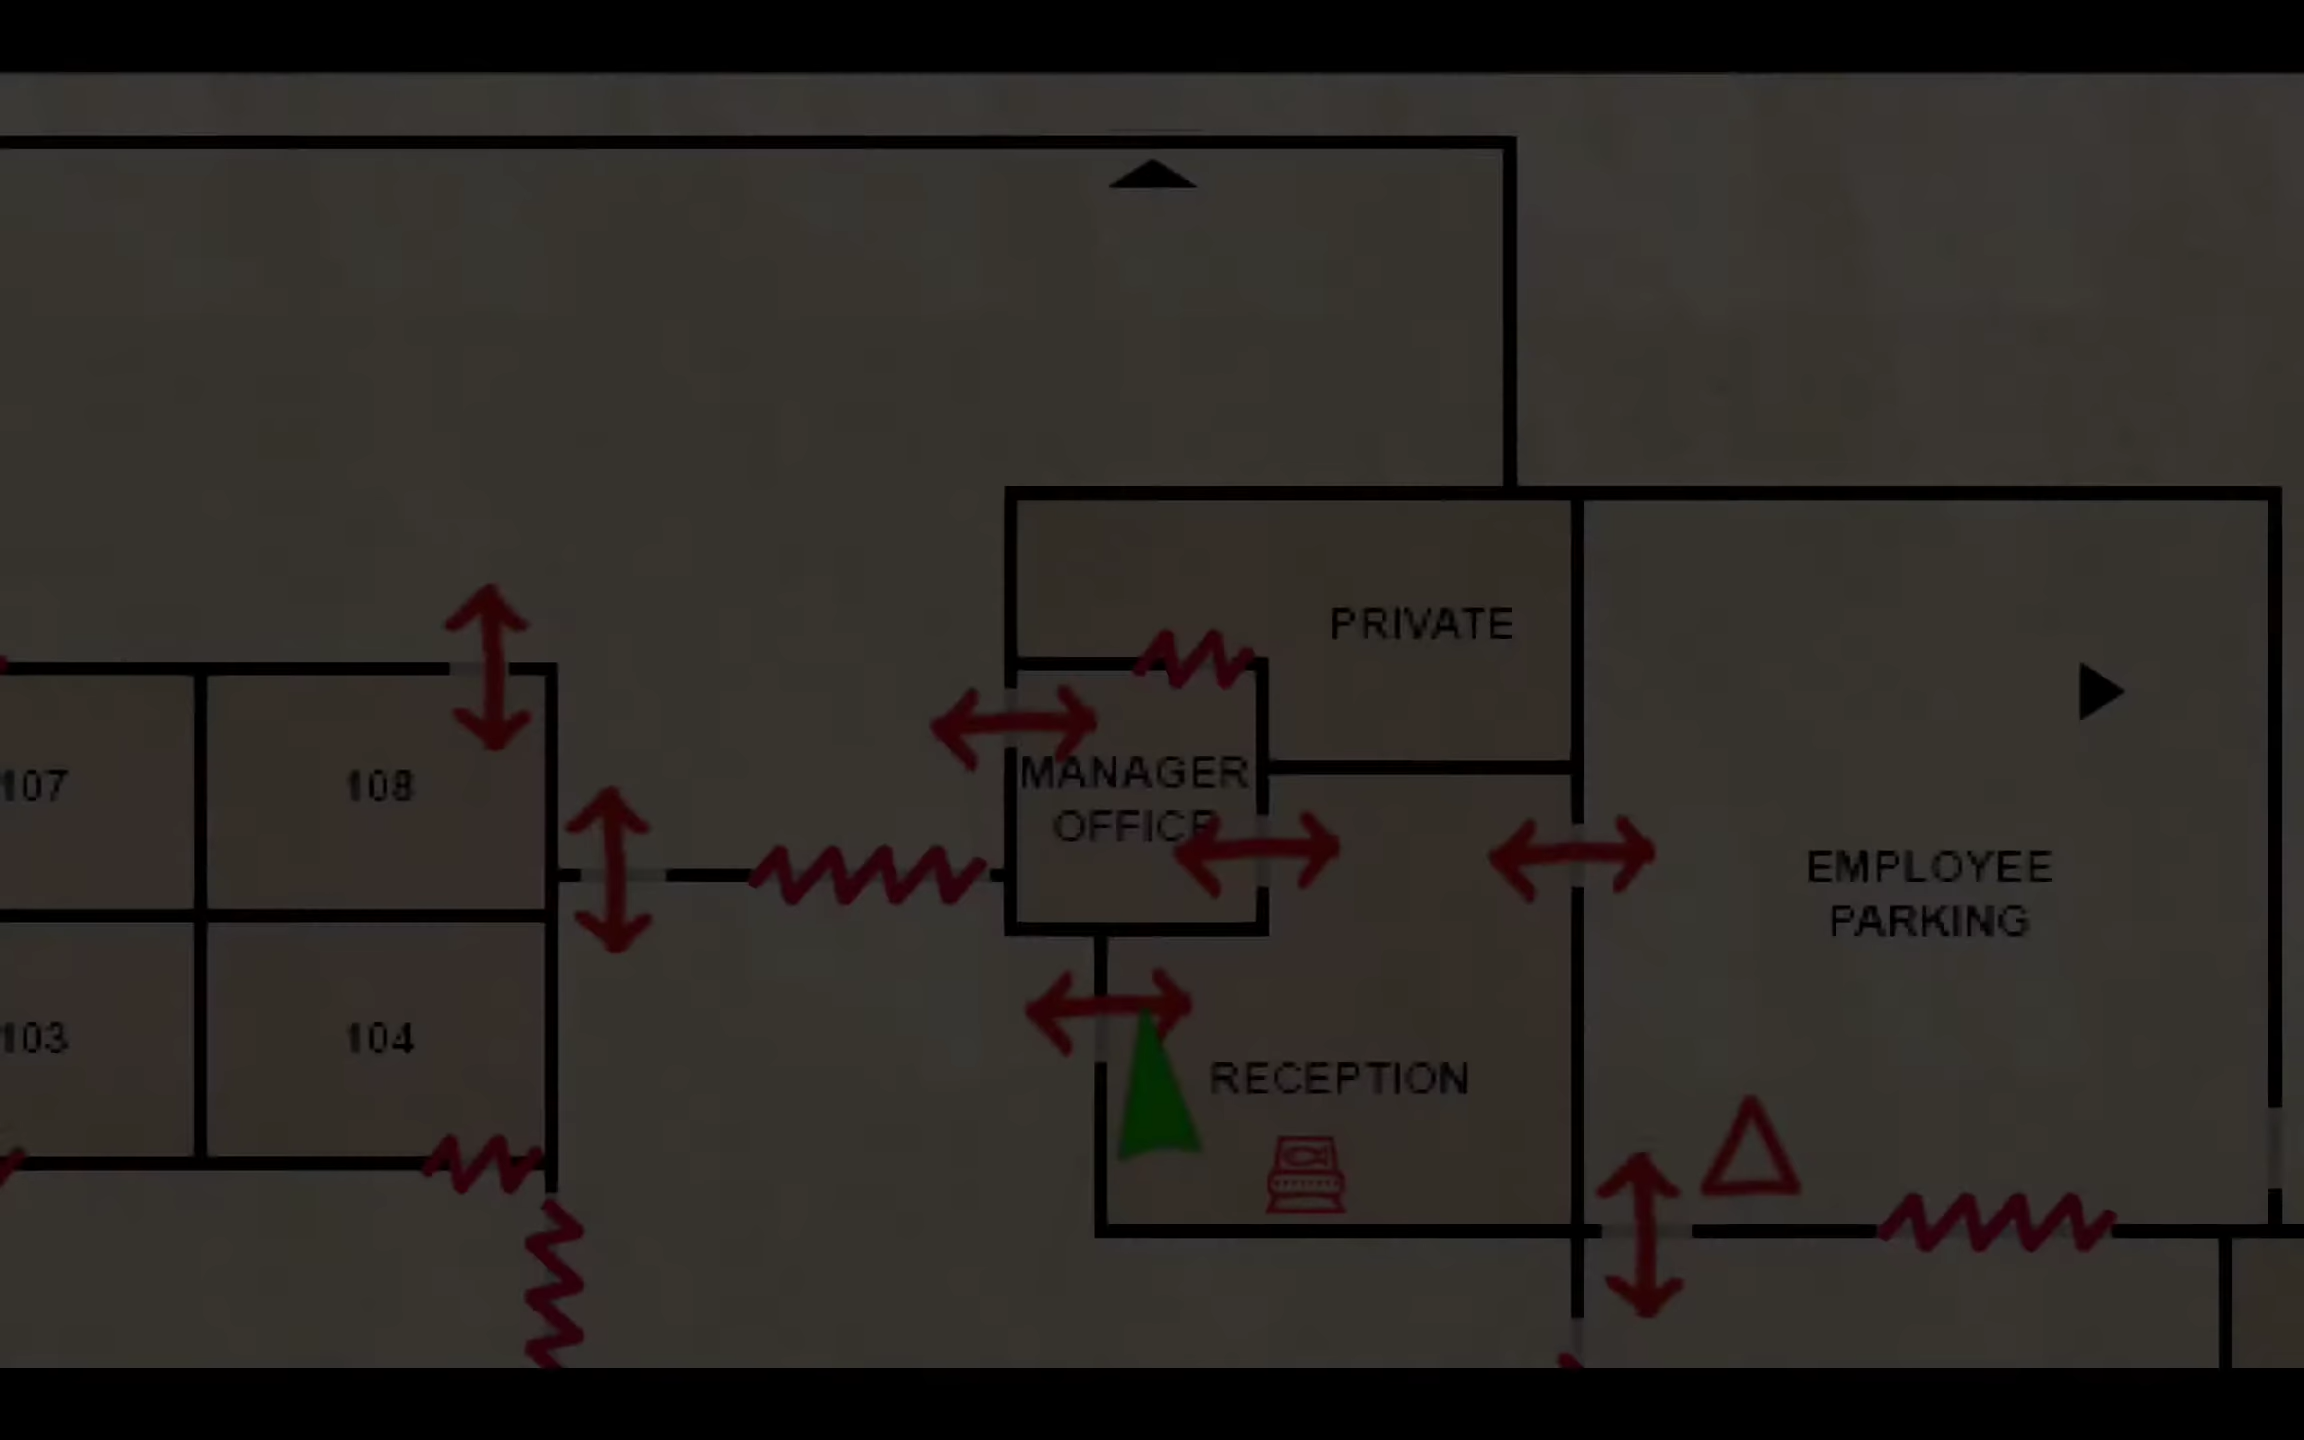 PRIVATE
107
108
MANAGER
OFFICE
EMPLOYEE
PARKING
103
104
RECEPTION